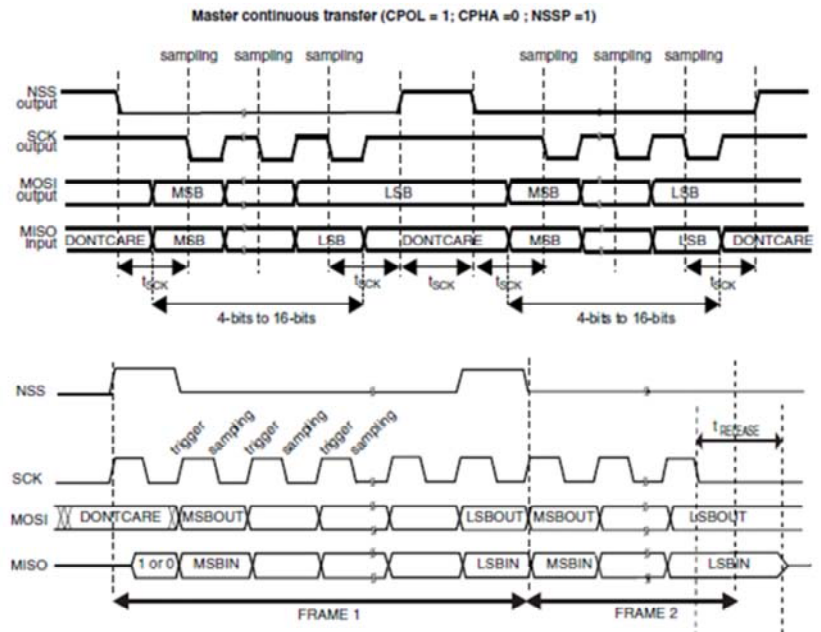 Master continuous transfer (CPOL = 1; CPHA =0 ; NSSP =1)
sampling sampling sampling sampling sampling sampling
NSS
output
SCK
output
MOSI
output
MSB LSB MSB LSB
MISO
Input
DONTCARE MSB LSB DONTCARE MSB LSB DONTCARE
tSCK tSCK tSCK tSCK tSCK
4-bits to 16-bits 4-bits to 16-bits
NSS
trigger sampling trigger sampling trigger sampling
tRELEASE
SCK
MOSI DONTCARE MSBOUT LSBOUT MSBOUT LSBOUT
MISO 1 or 0 MSBIN LSBIN MSBIN LSBIN
FRAME 1 FRAME 2